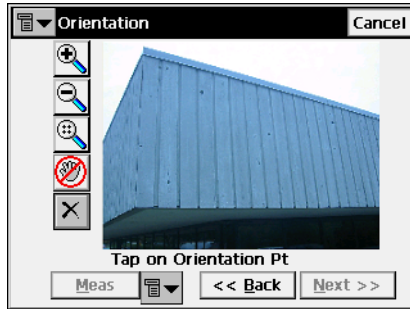 Orientation
Cancel
Tap on Orientation Pt
Meas
<< Back
Next >>